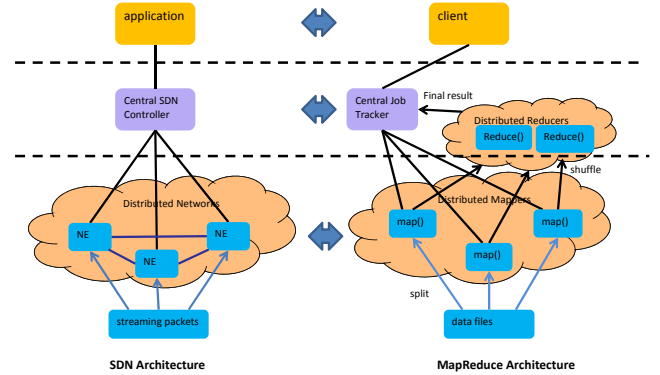 application
client
Central SDN
Controller
Central Job
Tracker
Final result
Distributed Reducers
Reduce()
Reduce()
shuffle
Distributed Networks
Distributed Mappers
NE
NE
NE
map()
map()
map()
split
streaming packets
data files
SDN Architecture
MapReduce Architecture